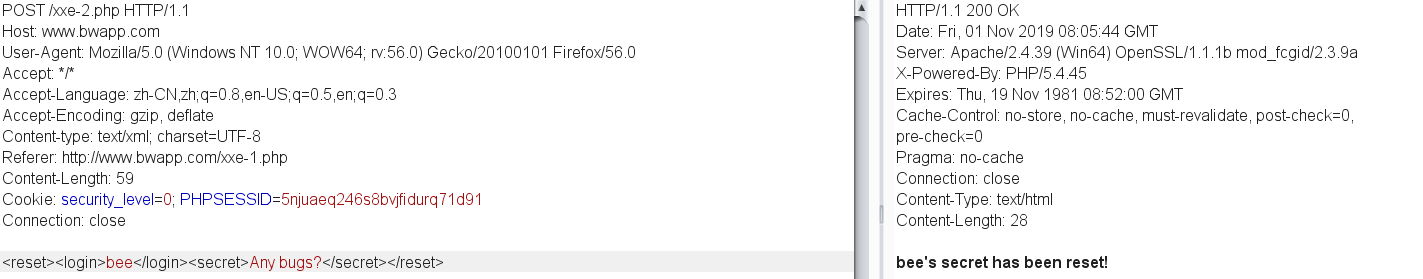 POST /xxe-2.php HTTP/1.1
Host: www.bwapp.com
User-Agent: Mozilla/5.0 (Windows NT 10.0; WOW64; rv:56.0) Gecko/20100101 Firefox/56.0
Accept: */*
Accept-Language: zh-CN,zh;q=0.8,en-US;q=0.5,en;q=0.3
Accept-Encoding: gzip, deflate
Content-type: text/xml; charset=UTF-8
Referer: http://www.bwapp.com/xxe-1.php
Content-Length: 59
Cookie: security_level=0; PHPSESSID=5njuaeq246s8bvjfidurq71d91
Connection: close
<reset><login>bee</login><secret>Any bugs?</secret></reset>
HTTP/1.1 200 OK
Date: Fri, 01 Nov 2019 08:05:44 GMT
Server: Apache/2.4.39 (Win64) OpenSSL/1.1.1b mod_fcgid/2.3.9a
X-Powered-By: PHP/5.4.45
Expires: Thu, 19 Nov 1981 08:52:00 GMT
Cache-Control: no-store, no-cache, must-revalidate, post-check=0,
pre-check=0
Pragma: no-cache
Connection: close
Content-Type: text/html
Content-Length: 28
bee's secret has been reset!